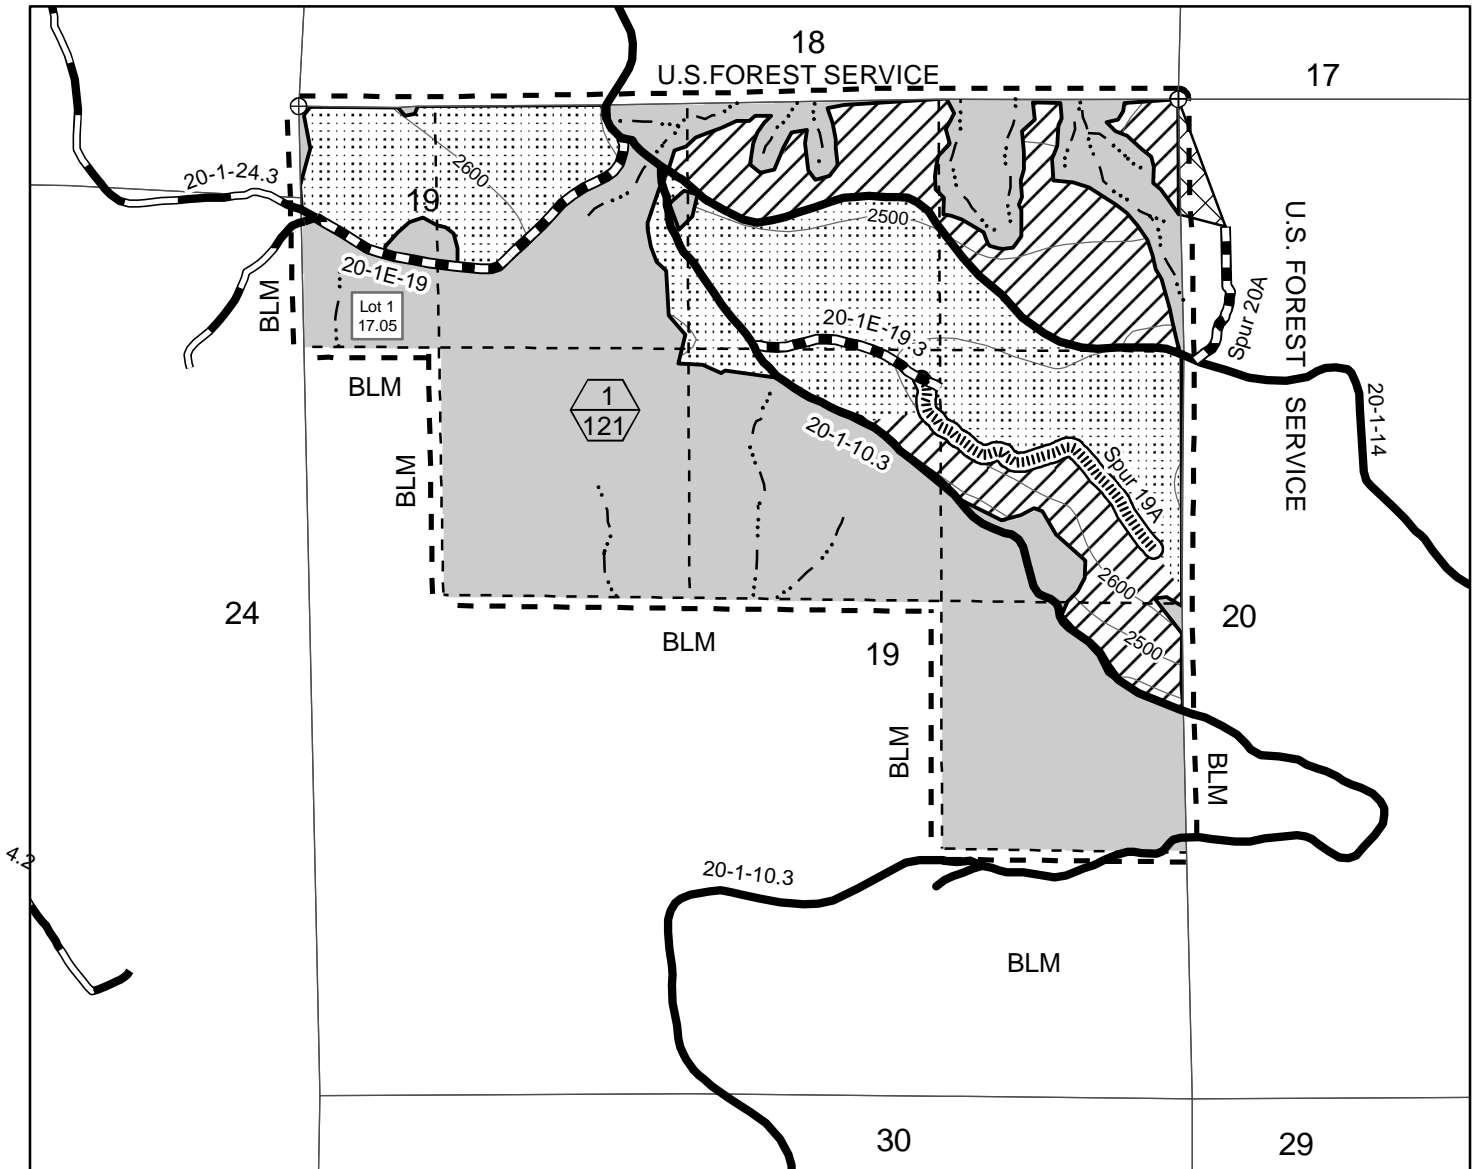 18
U.S.FOREST SERVICE
17
20-1-24.3
2600
19
2500
20-1E-19
Lot 1
17.05
BLM
20-1E-19.3
Spur 20A
U.S. FOREST SERVICE
BLM
1
121
20-1-10.3
20-1-14
BLM
Spur 19A
2600
24
20
BLM
19
2500
BLM
BLM
4.2
20-1-10.3
BLM
30
29